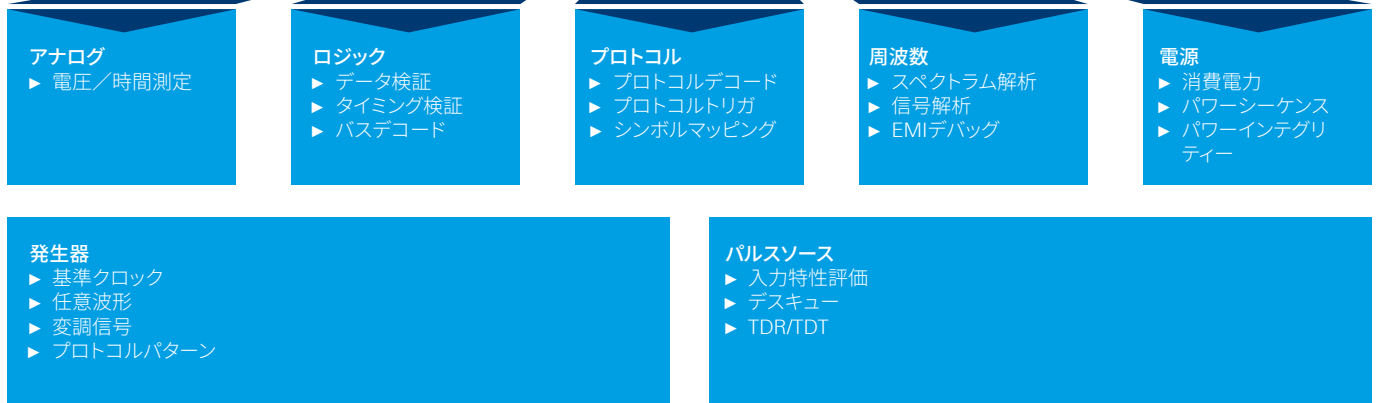 アナログ
► 電圧／時間測定
ロジック
► データ検証
► タイミング検証
► バスデコード
プロトコル
► プロトコルデコード
► プロトコルトリガ
► シンボルマッピング
周波数
► スペクトラム解析
► 信号解析
► EMIデバッグ
電源
► 消費電力
► パワーシーケンス
► パワーインテグリ
ティー
発生器
► 基準クロック
► 任意波形
► 変調信号
► プロトコルパターン
パルスソース
► 入力特性評価
► デスキュー
► TDR/TDT